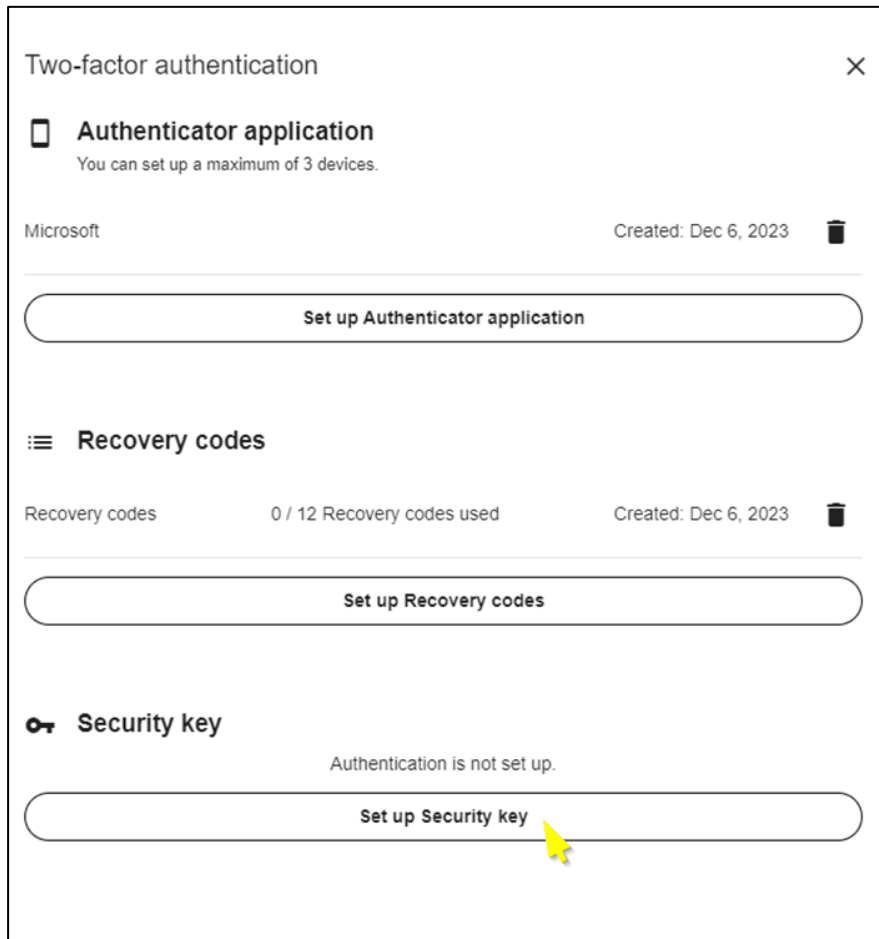 Two-factor authentication
Authenticator application
You can set up a maximum of 3 devices.
Microsoft Created: Dec 6, 2023
Set up Authenticator application
Recovery codes
Recovery codes 0 / 12 Recovery codes used Created: Dec 6, 2023
Set up Recovery codes
Security key
Authentication is not set up.
Set up Security key